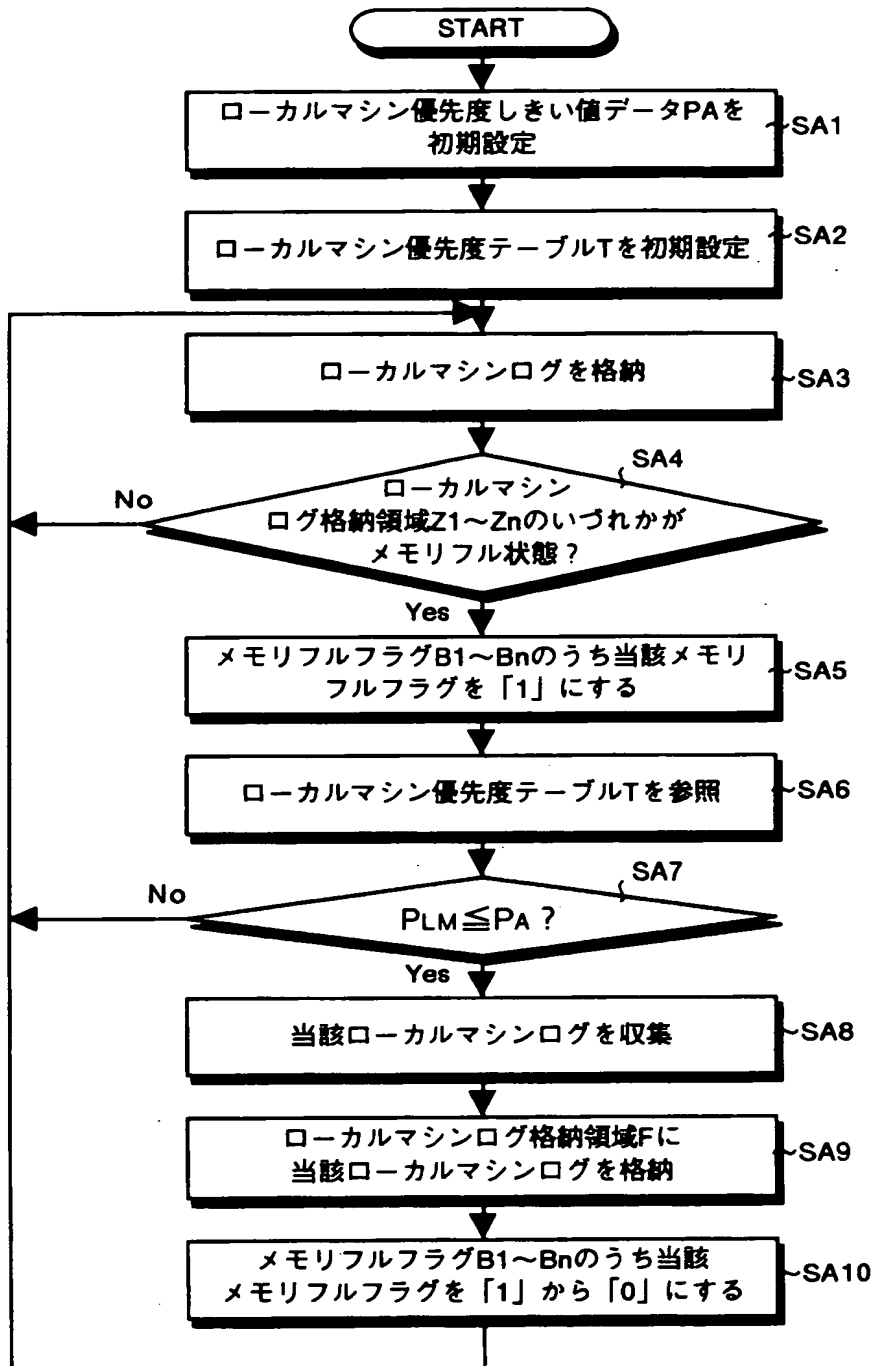 START
ローカルマシン優先度しきい値データPAを
初期設定
SA1
ローカルマシン優先度テーブルTを初期設定
SA2
ローカルマシンログを格納
SA3
SA4
ローカルマシン
ログ格納領域Z1～Znのいづれかが
メモリフル状態？
No
Yes
メモリフルフラグB1～Bnのうち当該メモリ
フルフラグを「1」にする
SA5
ローカルマシン優先度テーブルTを参照
SA6
SA7
No
PLM≦PA？
Yes
当該ローカルマシンログを収集
SA8
ローカルマシンログ格納領域Fに
当該ローカルマシンログを格納
SA9
メモリフルフラグB1～Bnのうち当該
メモリフルフラグを「1」から「0」にする
SA10